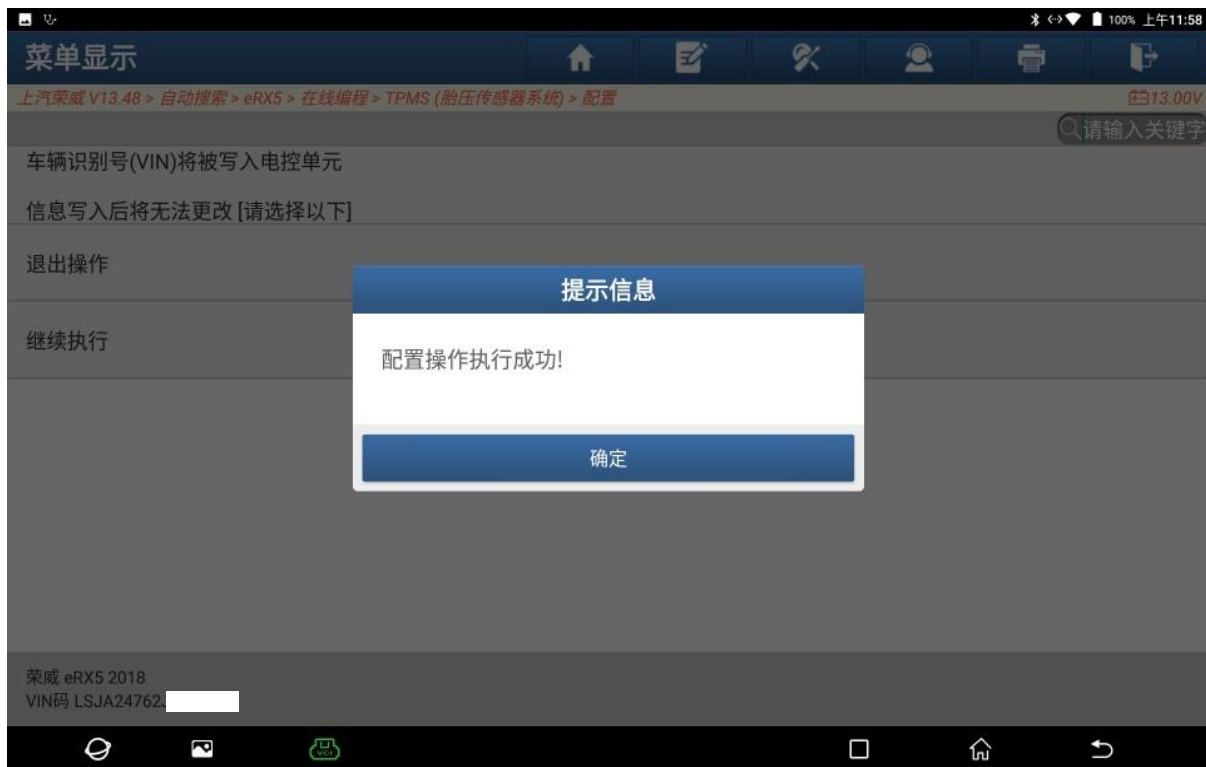 100% 上午11:58
菜单显示
上汽荣威 V13.48 > 自动搜索 > eRX5 > 在线编程 > TPMS (胎压传感器系统) > 配置
13.00V
请输入关键字
车辆识别号(VIN)将被写入电控单元
信息写入后将无法更改 [请选择以下]
退出操作
继续执行
提示信息
配置操作执行成功!
确定
荣威 eRX5 2018
VIN码 LSJA24762
VCI